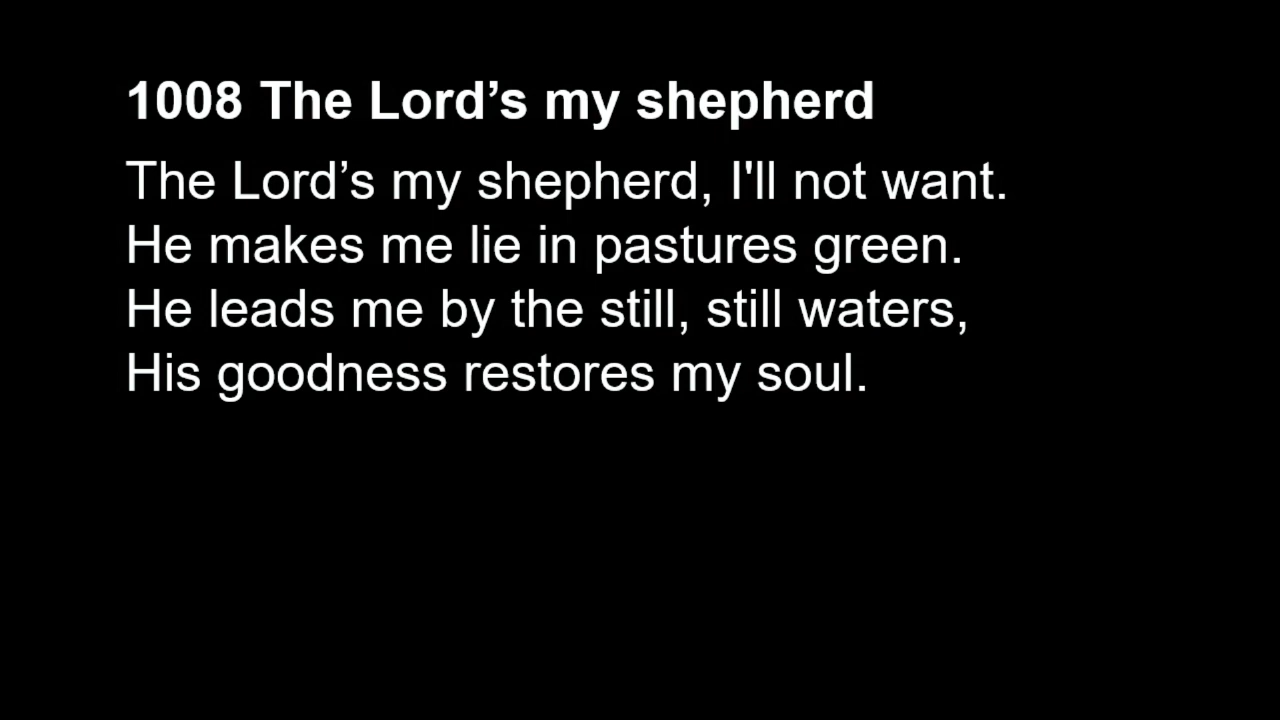 1008 The Lord’s my shepherd
The Lord’s my shepherd, I'll not want.
He makes me lie in pastures green.
He leads me by the still, still waters,
His goodness restores my soul.